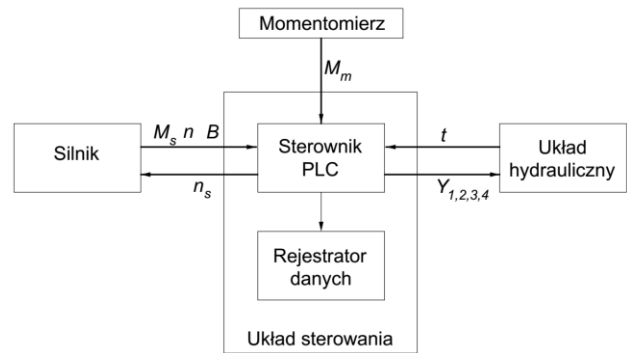 Momentomierz
M_m
M_s n B
t
Silnik
Sterownik
PLC
Układ
hydrauliczny
n_s
Y_1,2,3,4
Rejestrator
danych
Układ sterowania